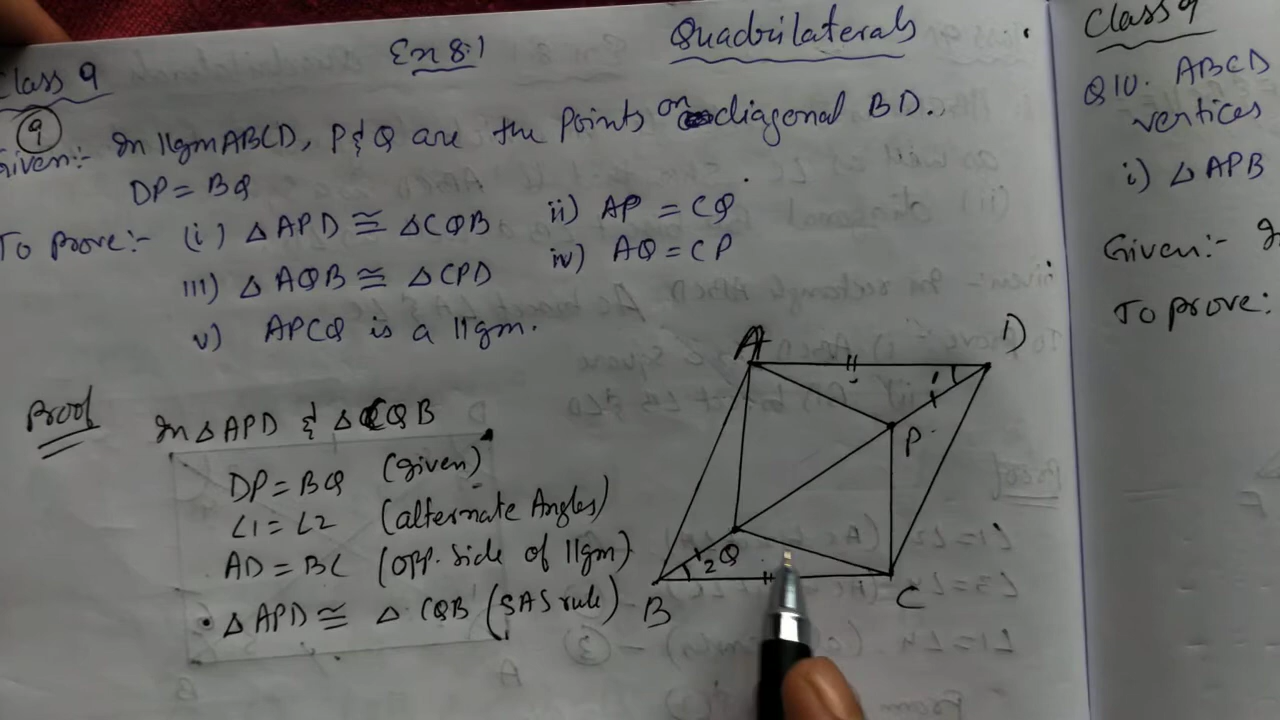 Class 9
Ex 8.1
Quadrilaterals
9
Given:- In ||gm ABCD, P & Q are the Points on diagonal BD.
DP = BQ
To prove:- (i) △APD ≅ △CQB
ii) AP = CQ
iii) △AQB ≅ △CPD
iv) AQ = CP
v) APCQ is a ||gm.
Proof
In △APD & △CQB
DP = BQ (given)
∠1 = ∠2 (alternate Angles)
AD = BC (opp. side of ||gm)
• △APD ≅ △CQB (SAS rule)
A
D
1
P
2
Q
B
C
Class 9
Q10. ABCD
vertices
i) △APB
Given:-
To prove: